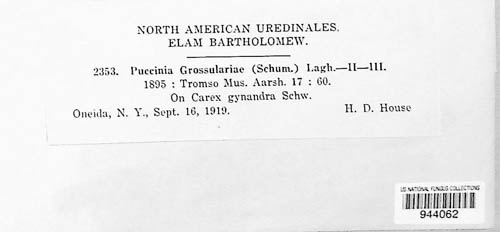 NORTH AMERICAN UREDINALES.
ELAM BARTHOLOMEW.
2353. Puccinia Grossulariae (Schum.) Lagh.—II—III.
1895 : Tromso Mus. Aarsh. 17 : 60.
On Carex gynandra Schw.
Oneida, N. Y., Sept. 16, 1919. H. D. House
US NATIONAL FUNGUS COLLECTIONS
944062